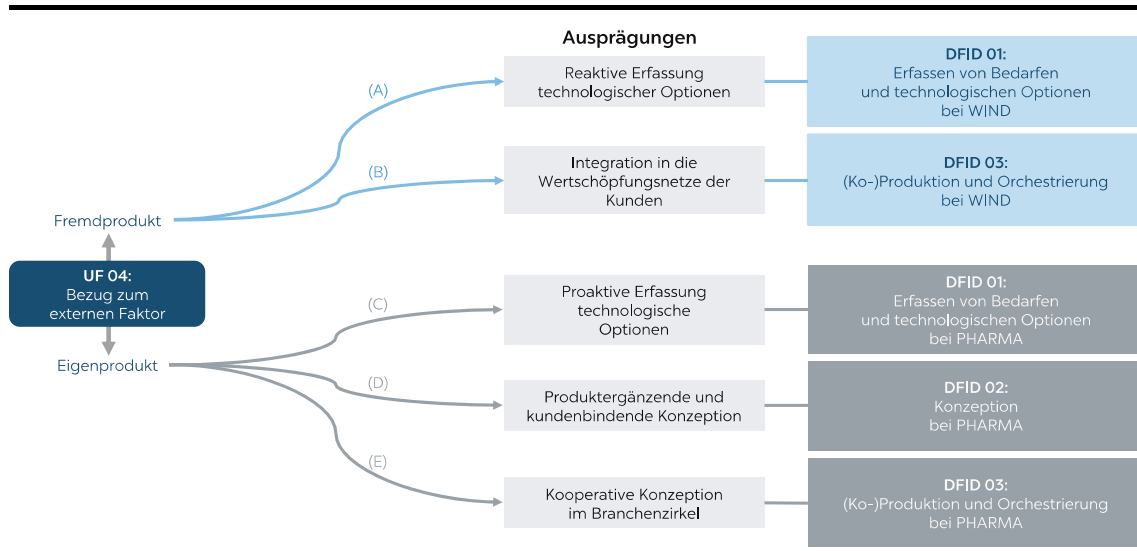 Ausprägungen
(A)
Reaktive Erfassung
technologischer Optionen
DFID 01:
Erfassen von Bedarfen
und technologischen Optionen
bei WIND
(B)
Integration in die
Wertschöpfungsnetze der
Kunden
DFID 03:
(Ko-)Produktion und Orchestrierung
bei WIND
Fremdprodukt
UF 04:
Bezug zum
externen Faktor
Eigenprodukt
(C)
Proaktive Erfassung
technologische
Optionen
DFID 01:
Erfassen von Bedarfen
und technologischen Optionen
bei PHARMA
(D)
Produktergänzende und
kundenbindende Konzeption
DFID 02:
Konzeption
bei PHARMA
(E)
Kooperative Konzeption
im Branchenzirkel
DFID 03:
(Ko-)Produktion und Orchestrierung
bei PHARMA